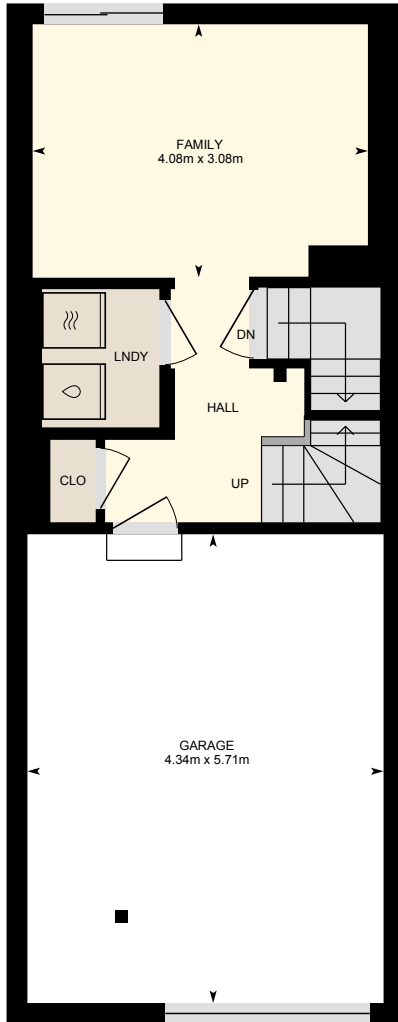 FAMILY
4.08m x 3.08m
DN
LNDY
HALL
CLO
UP
GARAGE
4.34m x 5.71m